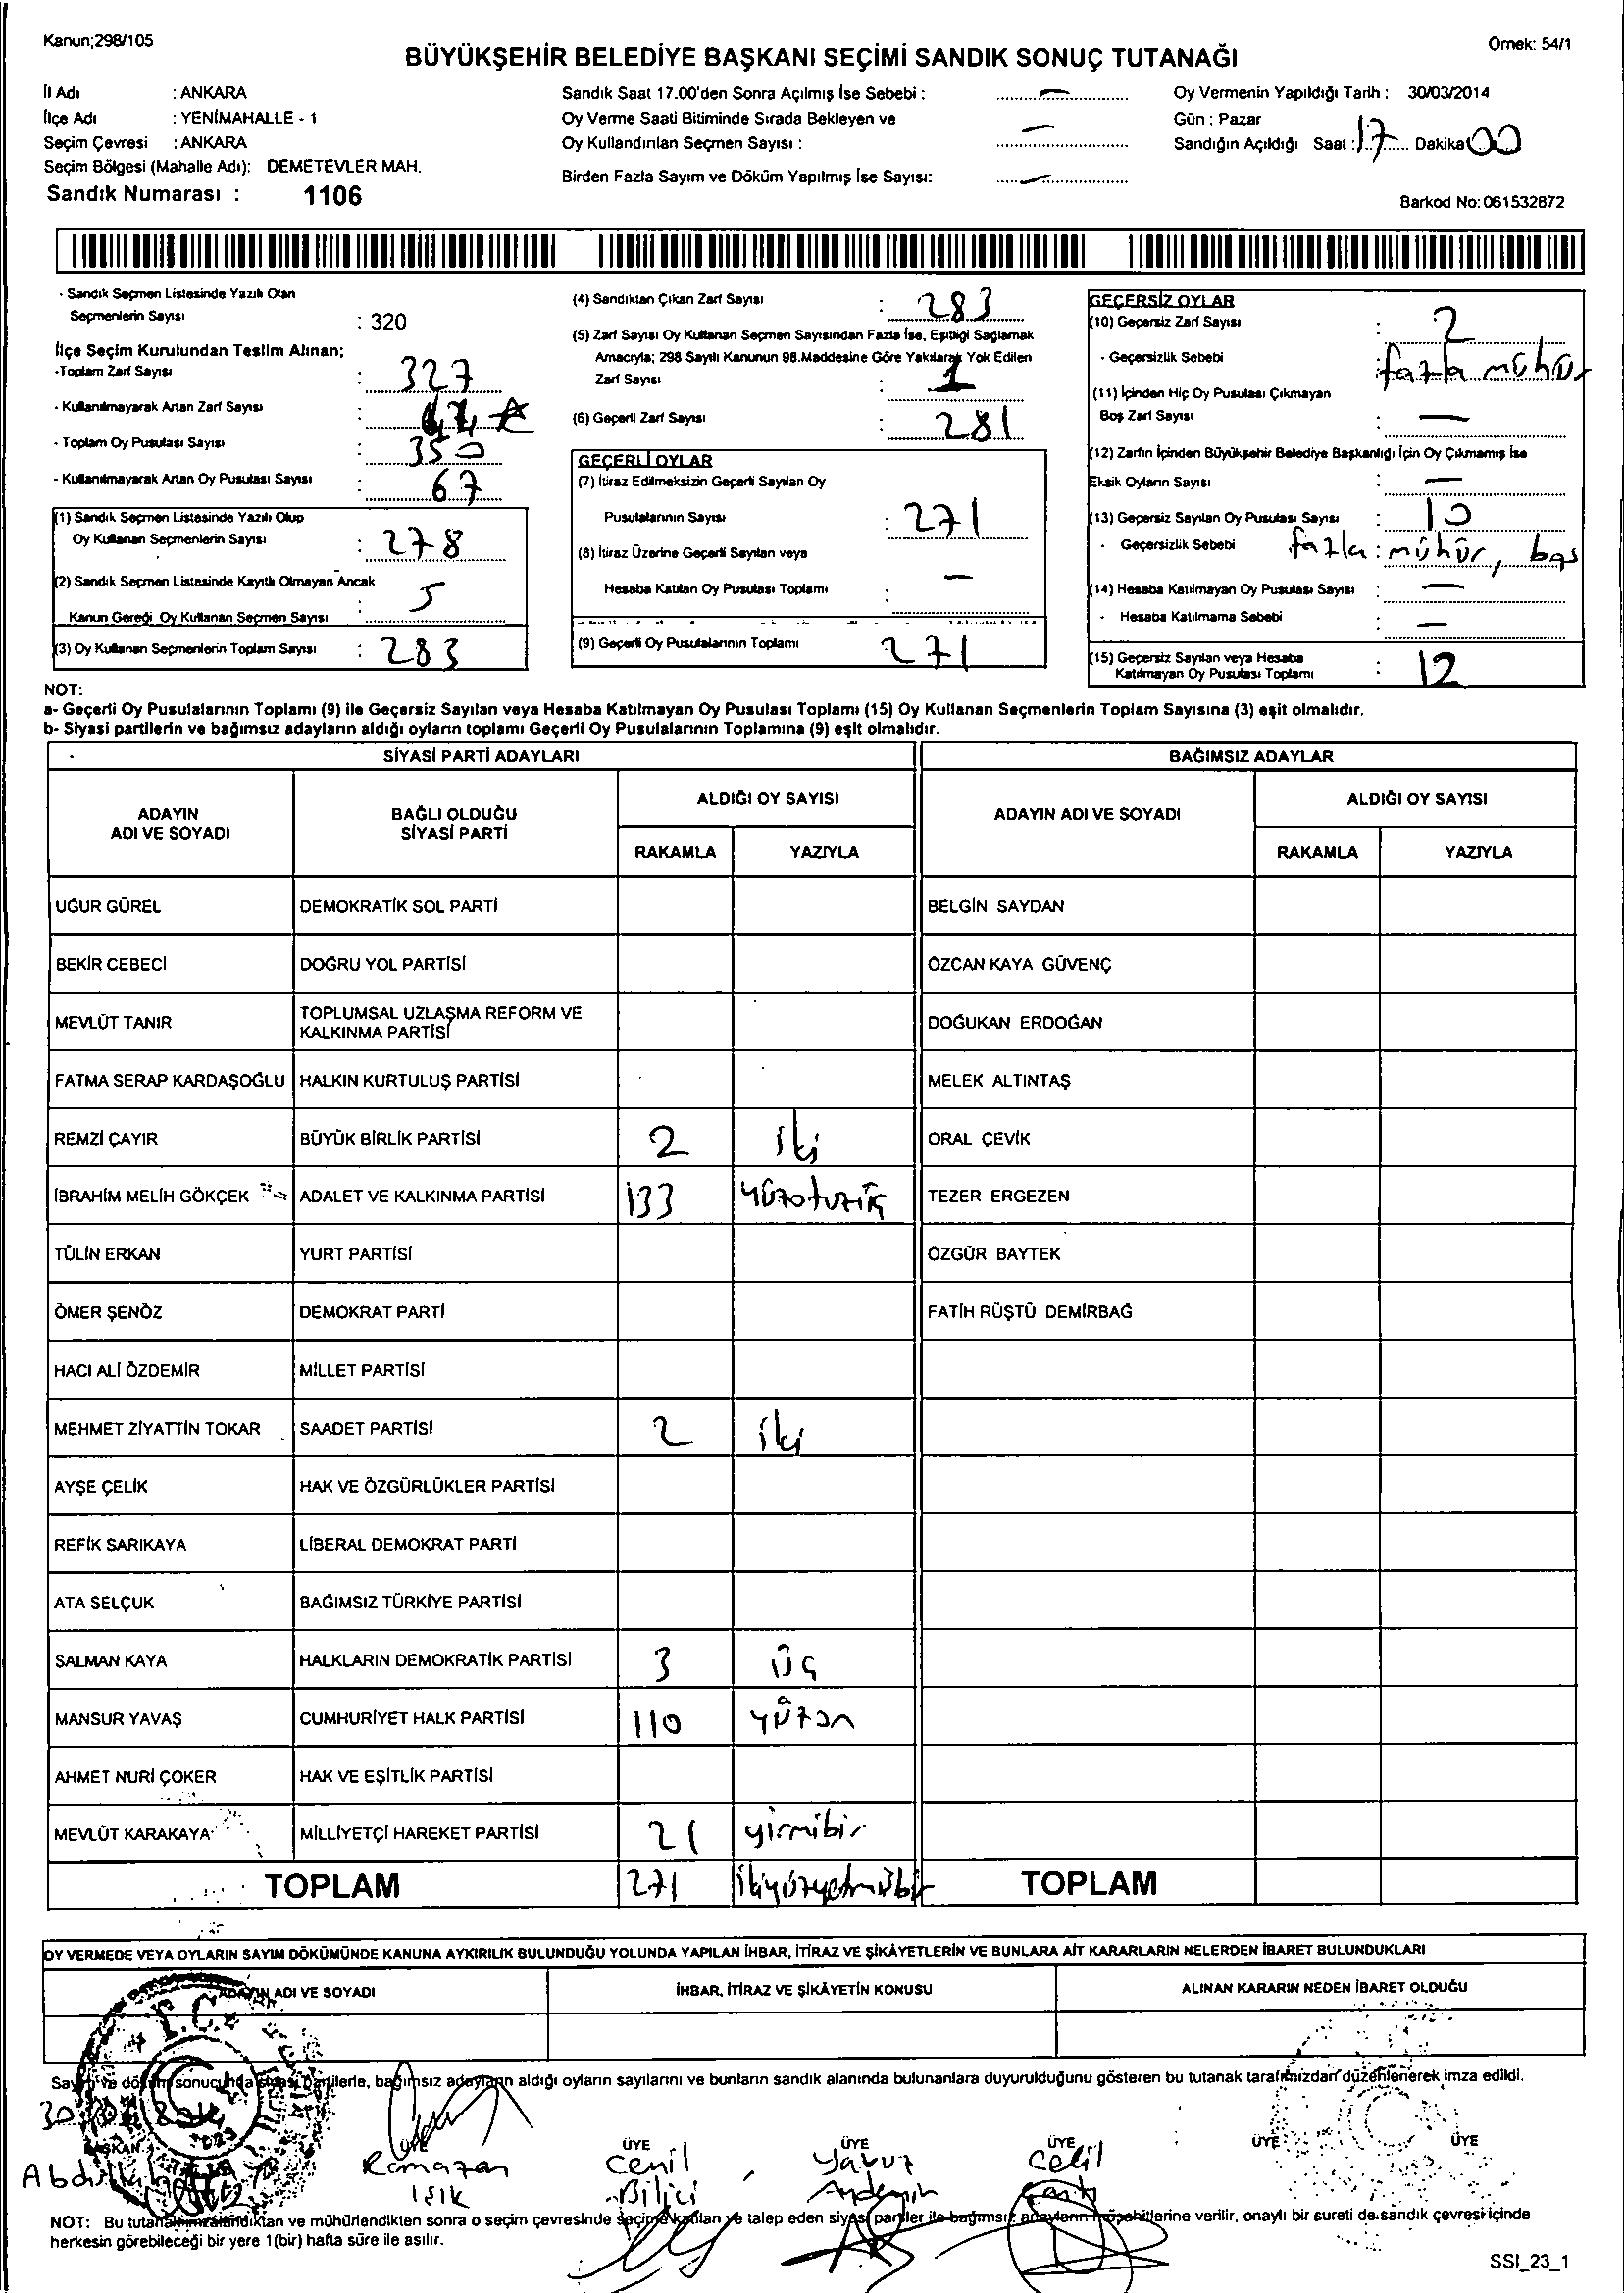 Kanun;298/105
Örnek: 54/1
BÜYÜKŞEHİR BELEDİYE BAŞKANI SEÇİMİ SANDIK SONUÇ TUTANAĞI
İl Adı : ANKARA
İlçe Adı : YENİMAHALLE - 1
Seçim Çevresi : ANKARA
Seçim Bölgesi (Mahalle Adı): DEMETEVLER MAH.
Sandık Numarası : 1106
Sandık Saat 17.00'den Sonra Açılmış İse Sebebi : —
Oy Verme Saati Bitiminde Sırada Bekleyen ve
Oy Kullandırılan Seçmen Sayısı : —
Birden Fazla Sayım ve Döküm Yapılmış İse Sayısı: —
Oy Vermenin Yapıldığı Tarih : 30/03/2014
Gün : Pazar
Sandığın Açıldığı Saat : 17 Dakika 00
Barkod No: 061532872
- Sandık Seçmen Listesinde Yazılı Olan
Seçmenlerin Sayısı : 320
İlçe Seçim Kurulundan Teslim Alınan;
-Toplam Zarf Sayısı : 327
- Kullanılmayarak Artan Zarf Sayısı :
- Toplam Oy Pusulası Sayısı : 350
- Kullanılmayarak Artan Oy Pusulası Sayısı : 67
(1) Sandık Seçmen Listesinde Yazılı Olup
Oy Kullanan Seçmenlerin Sayısı : 278
(2) Sandık Seçmen Listesinde Kayıtlı Olmayan Ancak
Kanun Gereği Oy Kullanan Seçmen Sayısı : 5
(3) Oy Kullanan Seçmenlerin Toplam Sayısı : 283
(4) Sandıktan Çıkan Zarf Sayısı : 283
(5) Zarf Sayısı Oy Kullanan Seçmen Sayısından Fazla İse, Eşitliği Sağlamak
Amacıyla; 298 Sayılı Kanunun 98.Maddesine Göre Yakılarak Yok Edilen
Zarf Sayısı : 1
(6) Geçerli Zarf Sayısı : 281
GEÇERLİ OYLAR
(7) İtiraz Edilmeksizin Geçerli Sayılan Oy
Pusulalarının Sayısı : 271
(8) İtiraz Üzerine Geçerli Sayılan veya
Hesaba Katılan Oy Pusulası Toplamı : —
(9) Geçerli Oy Pusulalarının Toplamı 271
GEÇERSİZ OYLAR
(10) Geçersiz Zarf Sayısı : 2
- Geçersizlik Sebebi : fazla mühür
(11) İçinden Hiç Oy Pusulası Çıkmayan
Boş Zarf Sayısı : —
(12) Zarfın İçinden Büyükşehir Belediye Başkanlığı İçin Oy Çıkmamış İse
Eksik Oyların Sayısı : —
(13) Geçersiz Sayılan Oy Pusulası Sayısı : 10
- Geçersizlik Sebebi : fazla mühür, boş
(14) Hesaba Katılmayan Oy Pusulası Sayısı : —
- Hesaba Katılmama Sebebi : —
(15) Geçersiz Sayılan veya Hesaba
Katılmayan Oy Pusulası Toplamı : 12
NOT:
a- Geçerli Oy Pusulalarının Toplamı (9) ile Geçersiz Sayılan veya Hesaba Katılmayan Oy Pusulası Toplamı (15) Oy Kullanan Seçmenlerin Toplam Sayısına (3) eşit olmalıdır.
b- Siyasi partilerin ve bağımsız adayların aldığı oyların toplamı Geçerli Oy Pusulalarının Toplamına (9) eşit olmalıdır.
SİYASİ PARTİ ADAYLARI BAĞIMSIZ ADAYLAR
ADAYIN ADI VE SOYADI BAĞLI OLDUĞU SİYASİ PARTİ ALDIĞI OY SAYISI ADAYIN ADI VE SOYADI ALDIĞI OY SAYISI
RAKAMLA YAZIYLA RAKAMLA YAZIYLA
UĞUR GÜREL DEMOKRATİK SOL PARTİ BELGİN SAYDAN
BEKİR CEBECİ DOĞRU YOL PARTİSİ ÖZCAN KAYA GÜVENÇ
MEVLÜT TANIR TOPLUMSAL UZLAŞMA REFORM VE KALKINMA PARTİSİ DOĞUKAN ERDOĞAN
FATMA SERAP KARDAŞOĞLU HALKIN KURTULUŞ PARTİSİ MELEK ALTINTAŞ
REMZİ ÇAYIR BÜYÜK BİRLİK PARTİSİ 2 iki ORAL ÇEVİK
İBRAHİM MELİH GÖKÇEK ADALET VE KALKINMA PARTİSİ 133 yüzotuzüç TEZER ERGEZEN
TÜLİN ERKAN YURT PARTİSİ ÖZGÜR BAYTEK
ÖMER ŞENÖZ DEMOKRAT PARTİ FATİH RÜŞTÜ DEMİRBAĞ
HACI ALİ ÖZDEMİR MİLLET PARTİSİ
MEHMET ZİYATTİN TOKAR SAADET PARTİSİ 2 iki
AYŞE ÇELİK HAK VE ÖZGÜRLÜKLER PARTİSİ
REFİK SARIKAYA LİBERAL DEMOKRAT PARTİ
ATA SELÇUK BAĞIMSIZ TÜRKİYE PARTİSİ
SALMAN KAYA HALKLARIN DEMOKRATİK PARTİSİ 3 üç
MANSUR YAVAŞ CUMHURİYET HALK PARTİSİ 110 yüzon
AHMET NURİ ÇOKER HAK VE EŞİTLİK PARTİSİ
MEVLÜT KARAKAYA MİLLİYETÇİ HAREKET PARTİSİ 21 yirmibir
TOPLAM 271 ikiyüzyetmişbir TOPLAM
OY VERMEDE VEYA OYLARIN SAYIM DÖKÜMÜNDE KANUNA AYKIRILIK BULUNDUĞU YOLUNDA YAPILAN İHBAR, İTİRAZ VE ŞİKÂYETLERİN VE BUNLARA AİT KARARLARIN NELERDEN İBARET BULUNDUKLARI
ADAYIN ADI VE SOYADI İHBAR, İTİRAZ VE ŞİKÂYETİN KONUSU ALINAN KARARIN NEDEN İBARET OLDUĞU
T.C.
Sayım ve döküm sonucunda siyasi partilerle, bağımsız adayların aldığı oyların sayılarını ve bunların sandık alanında bulunanlara duyurulduğunu gösteren bu tutanak tarafımızdan düzenlenerek imza edildi.
BAŞKAN ÜYE ÜYE ÜYE ÜYE ÜYE ÜYE
Ramazan Cemil Yavuz Celil
Işık Bilici
NOT: Bu tutanak imzalandıktan ve mühürlendikten sonra o seçim çevresinde seçime katılan ve talep eden siyasi partiler ile bağımsız adayların müşahitlerine verilir, onaylı bir sureti de sandık çevresi içinde
herkesin görebileceği bir yere 1(bir) hafta süre ile asılır.
SSI_23_1